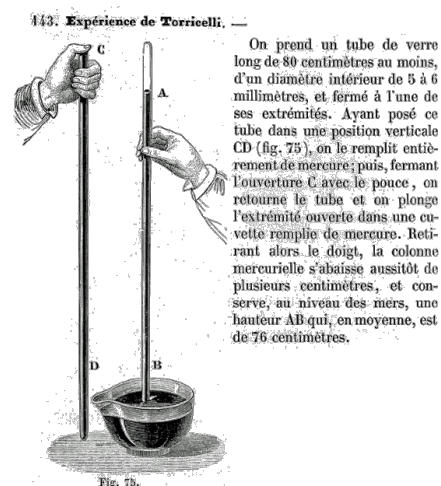 143. Expérience de Torricelli. —
On prend un tube de verre
long de 80 centimètres au moins,
d'un diamètre intérieur de 5 à 6
millimètres, et fermé à l'une de
ses extrémités. Ayant posé ce
tube dans une position verticale
CD (fig. 75), on le remplit entiè-
rement de mercure; puis, fermant
l'ouverture C avec le pouce, on
retourne le tube et on plonge
l'extrémité ouverte dans une cu-
vette remplie de mercure. Reti-
rant alors le doigt, la colonne
mercurielle s'abaisse aussitôt de
plusieurs centimètres, et con-
serve, au niveau des mers, une
hauteur AB qui, en moyenne, est
de 76 centimètres.
C
A
D
B
Fig. 75.